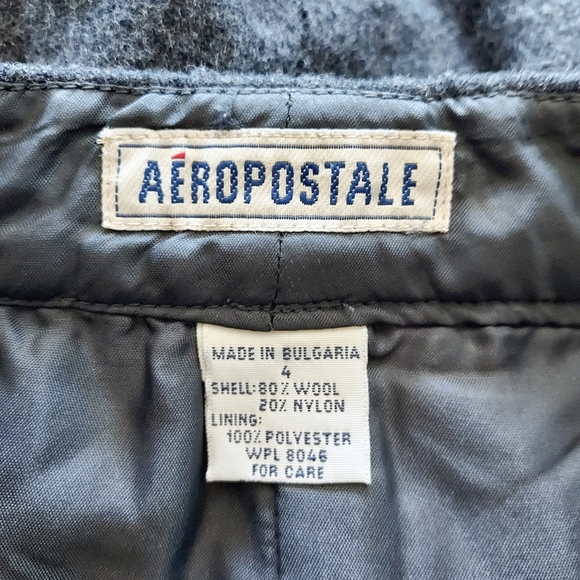 AÉROPOSTALE
MADE IN BULGARIA
4
SHELL: 80% WOOL
20% NYLON
LINING:
100% POLYESTER
WPL 8046
FOR CARE